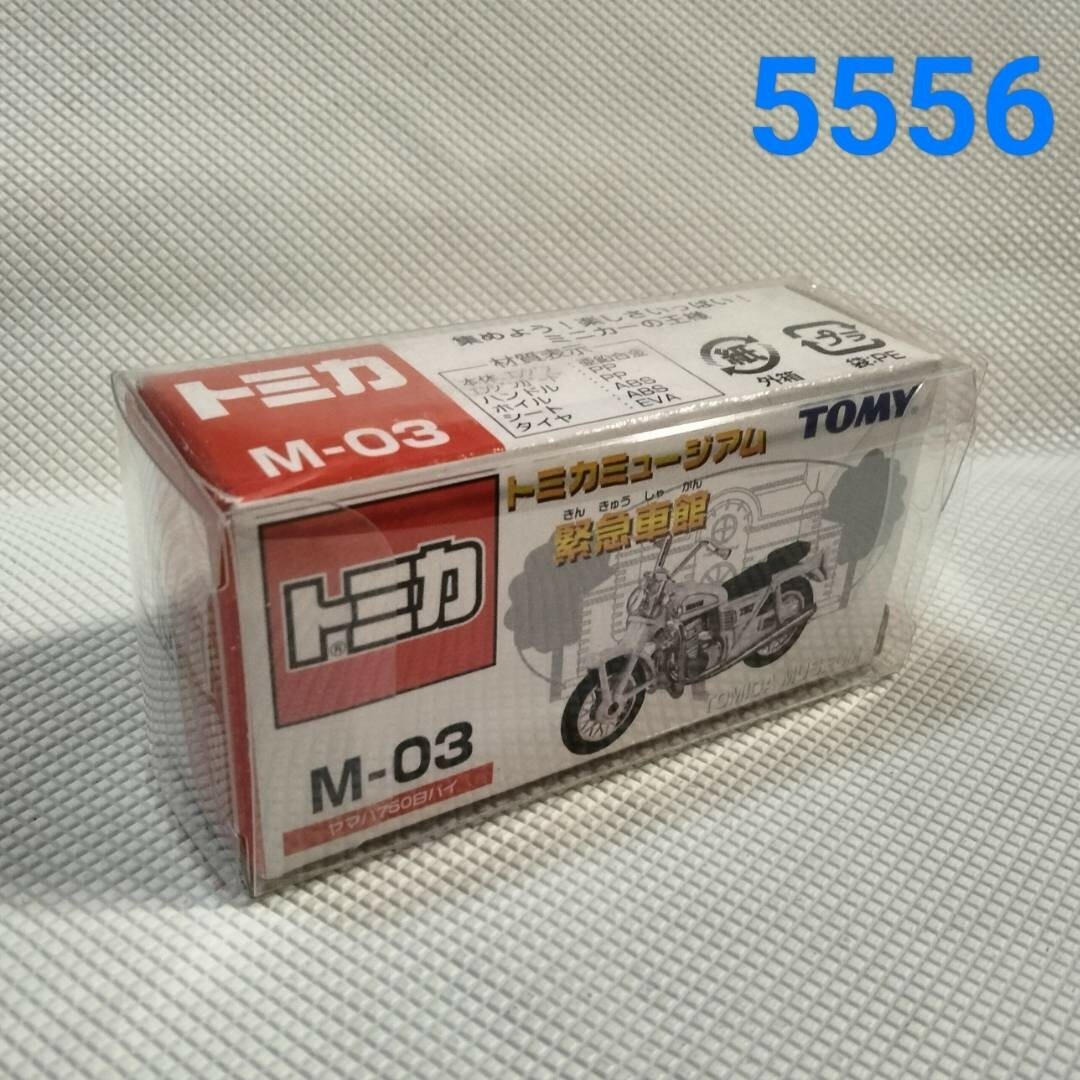 5556
集めよう！楽しさいっぱい！
ミニカーの王様
材質表示
本体
亜鉛合金
PP
ハンドル
PP
ホイル
ABS
シート
ABS
タイヤ
EVA
紙
外箱
プラ
袋:PE
トミカ
M-03
TOMY
トミカミュージアム
きんきゅうしゃかん
緊急車館
トミカ®
M-03
ヤマハ750白バイ